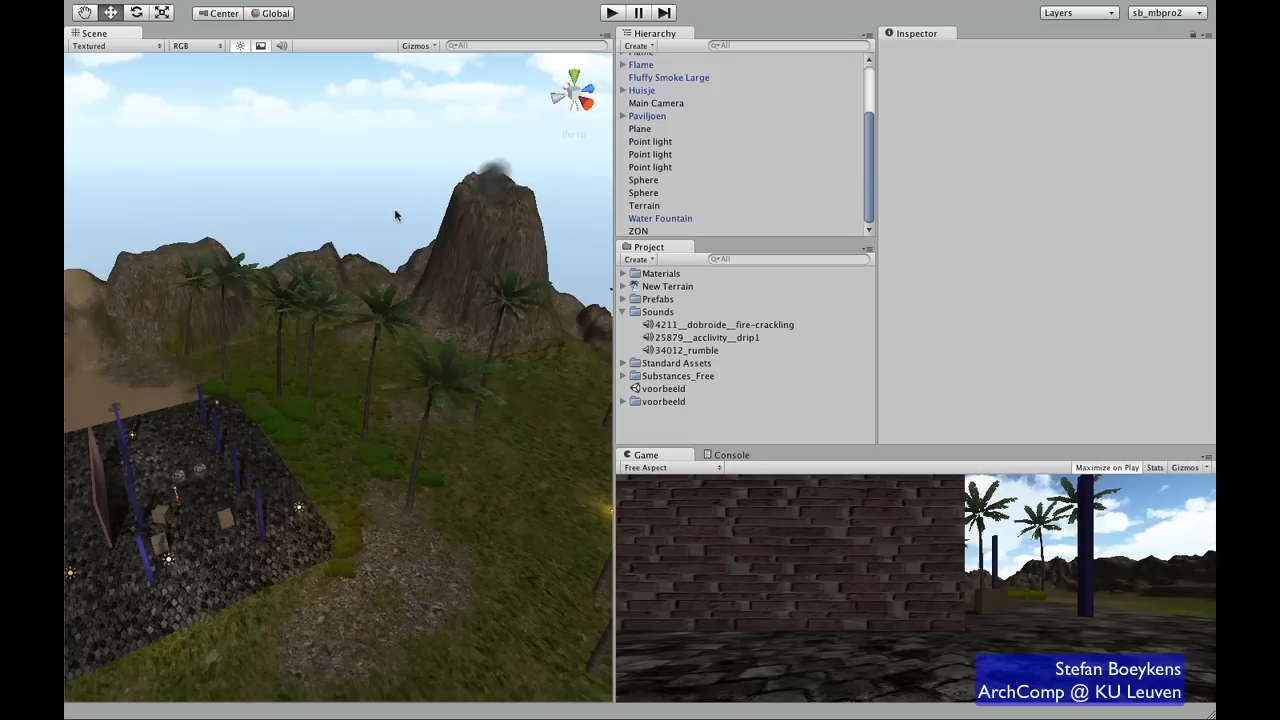 Center
Global
Layers
sb_mbpro2
Scene
Textured
RGB
Gizmos
All
Persp
Hierarchy
Create
All
Flame
Flame
Fluffy Smoke Large
Huisje
Main Camera
Paviljoen
Plane
Point light
Point light
Point light
Sphere
Sphere
Terrain
Water Fountain
ZON
Project
Create
All
Materials
New Terrain
Prefabs
Sounds
4211__dobroide__fire-crackling
25879__acclivity__drip1
34012_rumble
Standard Assets
Substances_Free
voorbeeld
voorbeeld
Inspector
Game
Console
Free Aspect
Maximize on Play
Stats
Gizmos
Stefan Boeykens
ArchComp @ KU Leuven